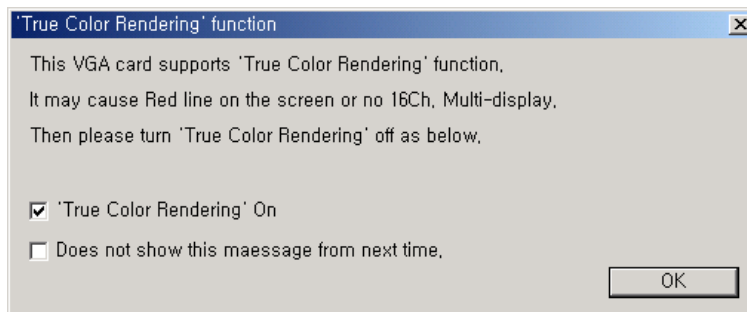 'True Color Rendering' function
This VGA card supports 'True Color Rendering' function,
It may cause Red line on the screen or no 16Ch, Multi-display,
Then please turn 'True Color Rendering' off as below,
'True Color Rendering' On
Does not show this maessage from next time,
OK